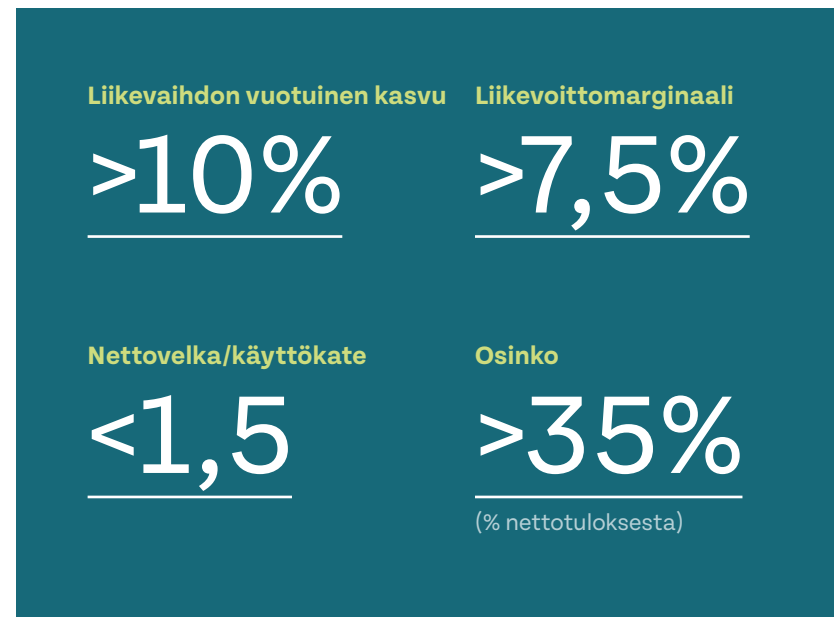 Liikevaihdon vuotuinen kasvu
>10%
Liikevoittomarginaali
>7,5%
Nettovelka/käyttökate
<1,5
Osinko
>35%
(% nettotuloksesta)